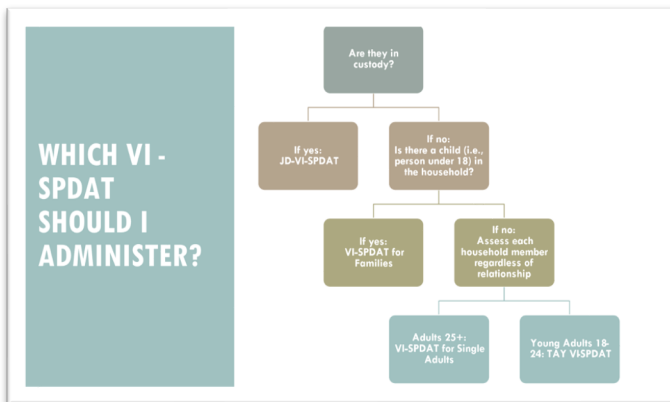 WHICH VI -
SPDAT
SHOULD I
ADMINISTER?
Are they in
custody?
If yes:
JD-VI-SPDAT
If no:
Is there a child (i.e.,
person under 18) in
the household?
If yes:
VI-SPDAT for
Families
If no:
Assess each
household member
regardless of
relationship
Adults 25+:
VI-SPDAT for Single
Adults
Young Adults 18-
24: TAY VI-SPDAT